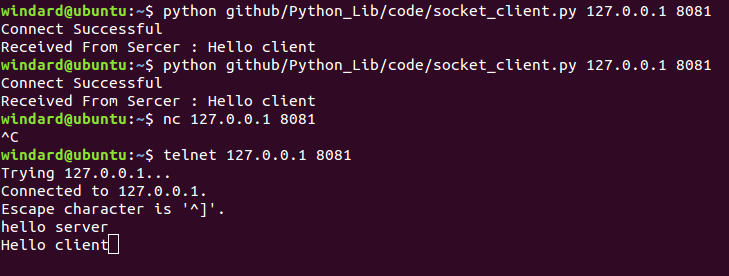 windard@ubuntu:~$ python github/Python_Lib/code/socket_client.py 127.0.0.1 8081
Connect Successful
Received From Sercer : Hello client
windard@ubuntu:~$ python github/Python_Lib/code/socket_client.py 127.0.0.1 8081
Connect Successful
Received From Sercer : Hello client
windard@ubuntu:~$ nc 127.0.0.1 8081
^C
windard@ubuntu:~$ telnet 127.0.0.1 8081
Trying 127.0.0.1...
Connected to 127.0.0.1.
Escape character is '^]'.
hello server
Hello client